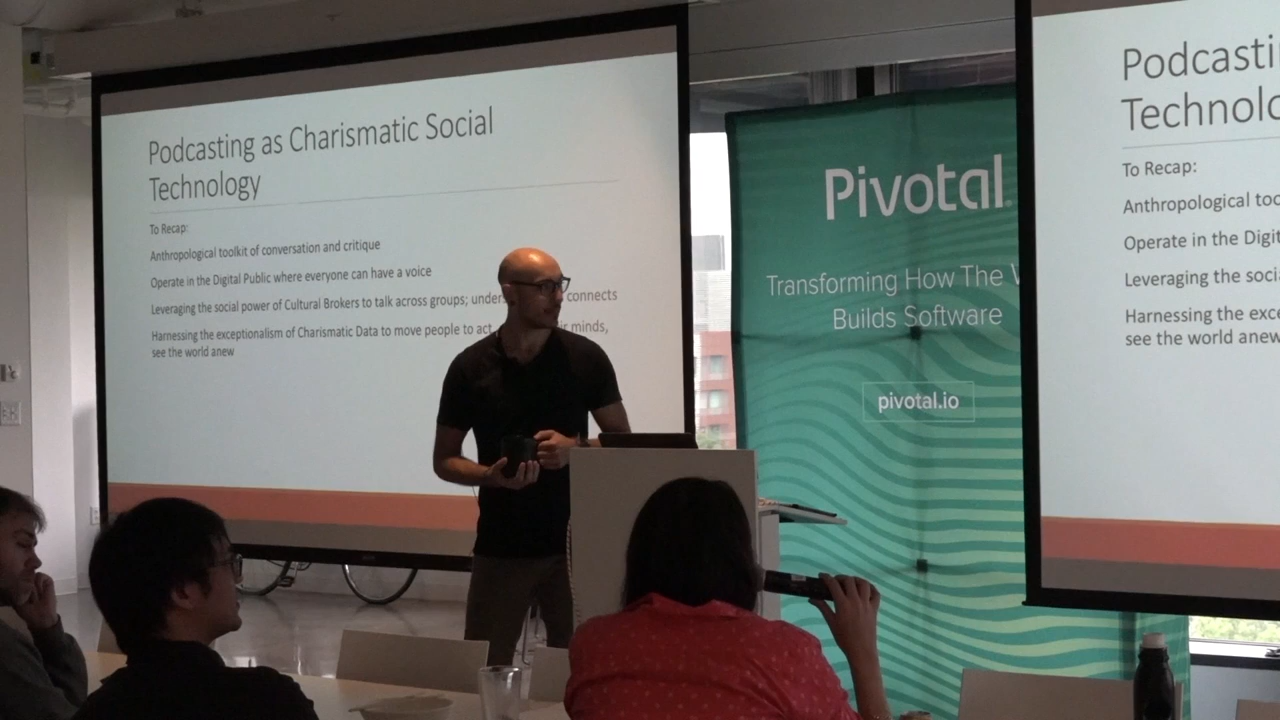 Podcasting as Charismatic Social
Technology
To Recap:
Anthropological toolkit of conversation and critique
Operate in the Digital Public where everyone can have a voice
Leveraging the social power of Cultural Brokers to talk across groups; connects
Harnessing the exceptionalism of Charismatic Data to move people to act minds,
see the world anew
Pivotal
Transforming How The
Builds Software
pivotal.io
Podcasti
Technolo
To Recap:
Anthropological too
Operate in the Digit
Leveraging the socia
Harnessing the exce
see the world anew